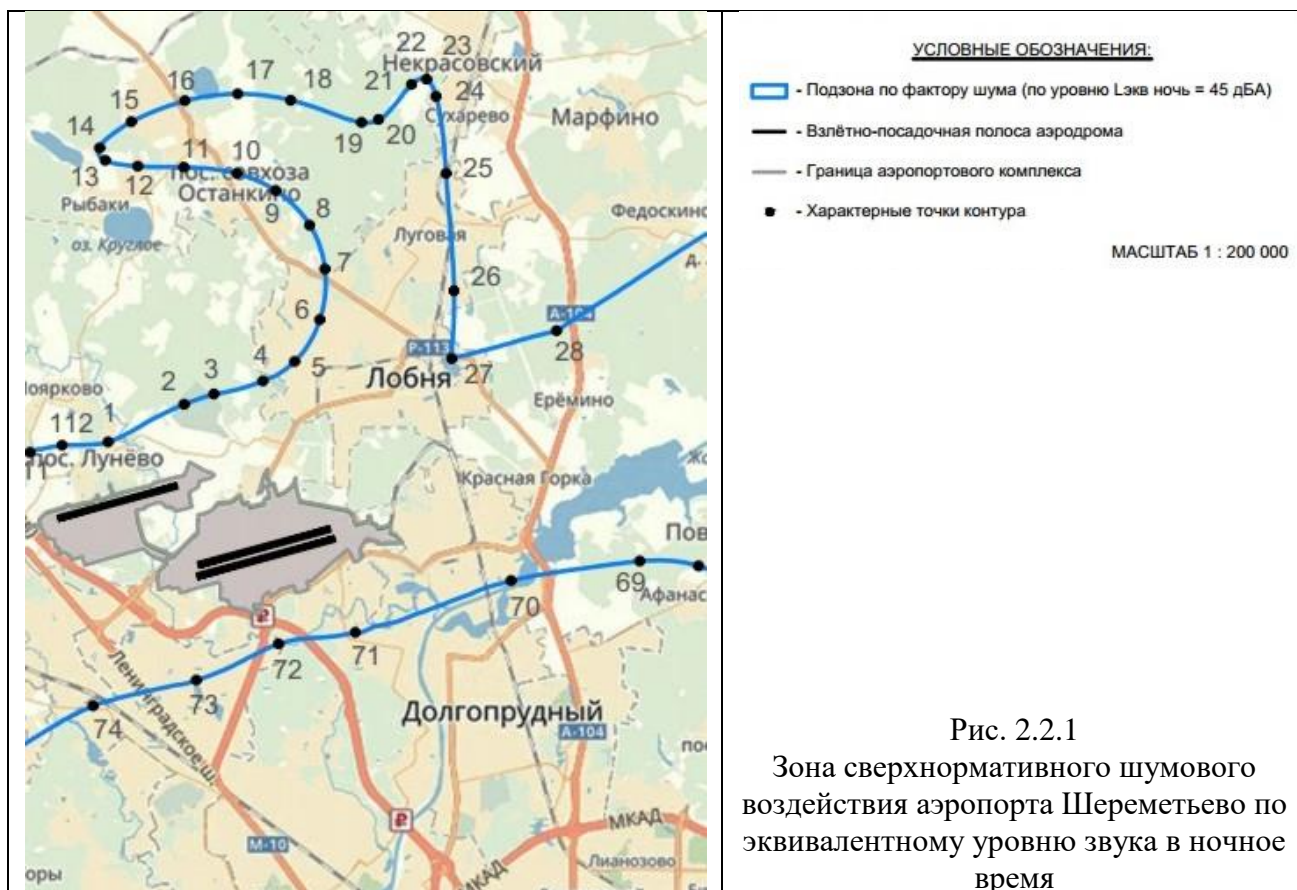 22
23
Некрасовский
16
17
18
21
24
15
Сухарево
Марфино
19
20
14
11
10
25
13
12
пос. совхоза
Останкино
9
Рыбаки
8
Федоскино
оз. Круглое
Луговая
д.
7
26
6
А-104
28
Р-113
2
3
4
5
27
Лобня
Ерёмино
112
1
пос. Лунёво
Красная Горка
Пов
69
Афанас
70
71
72
Ленинградское ш.
73
74
Долгопрудный
А-104
пос
МКАД
М-10
Лианозово
МКАД
оры
УСЛОВНЫЕ ОБОЗНАЧЕНИЯ:
- Подзона по фактору шума (по уровню Lэкв ночь = 45 дБА)
- Взлётно-посадочная полоса аэродрома
- Граница аэропортового комплекса
- Характерные точки контура
МАСШТАБ 1 : 200 000
Рис. 2.2.1
Зона сверхнормативного шумового
воздействия аэропорта Шереметьево по
эквивалентному уровню звука в ночное
время